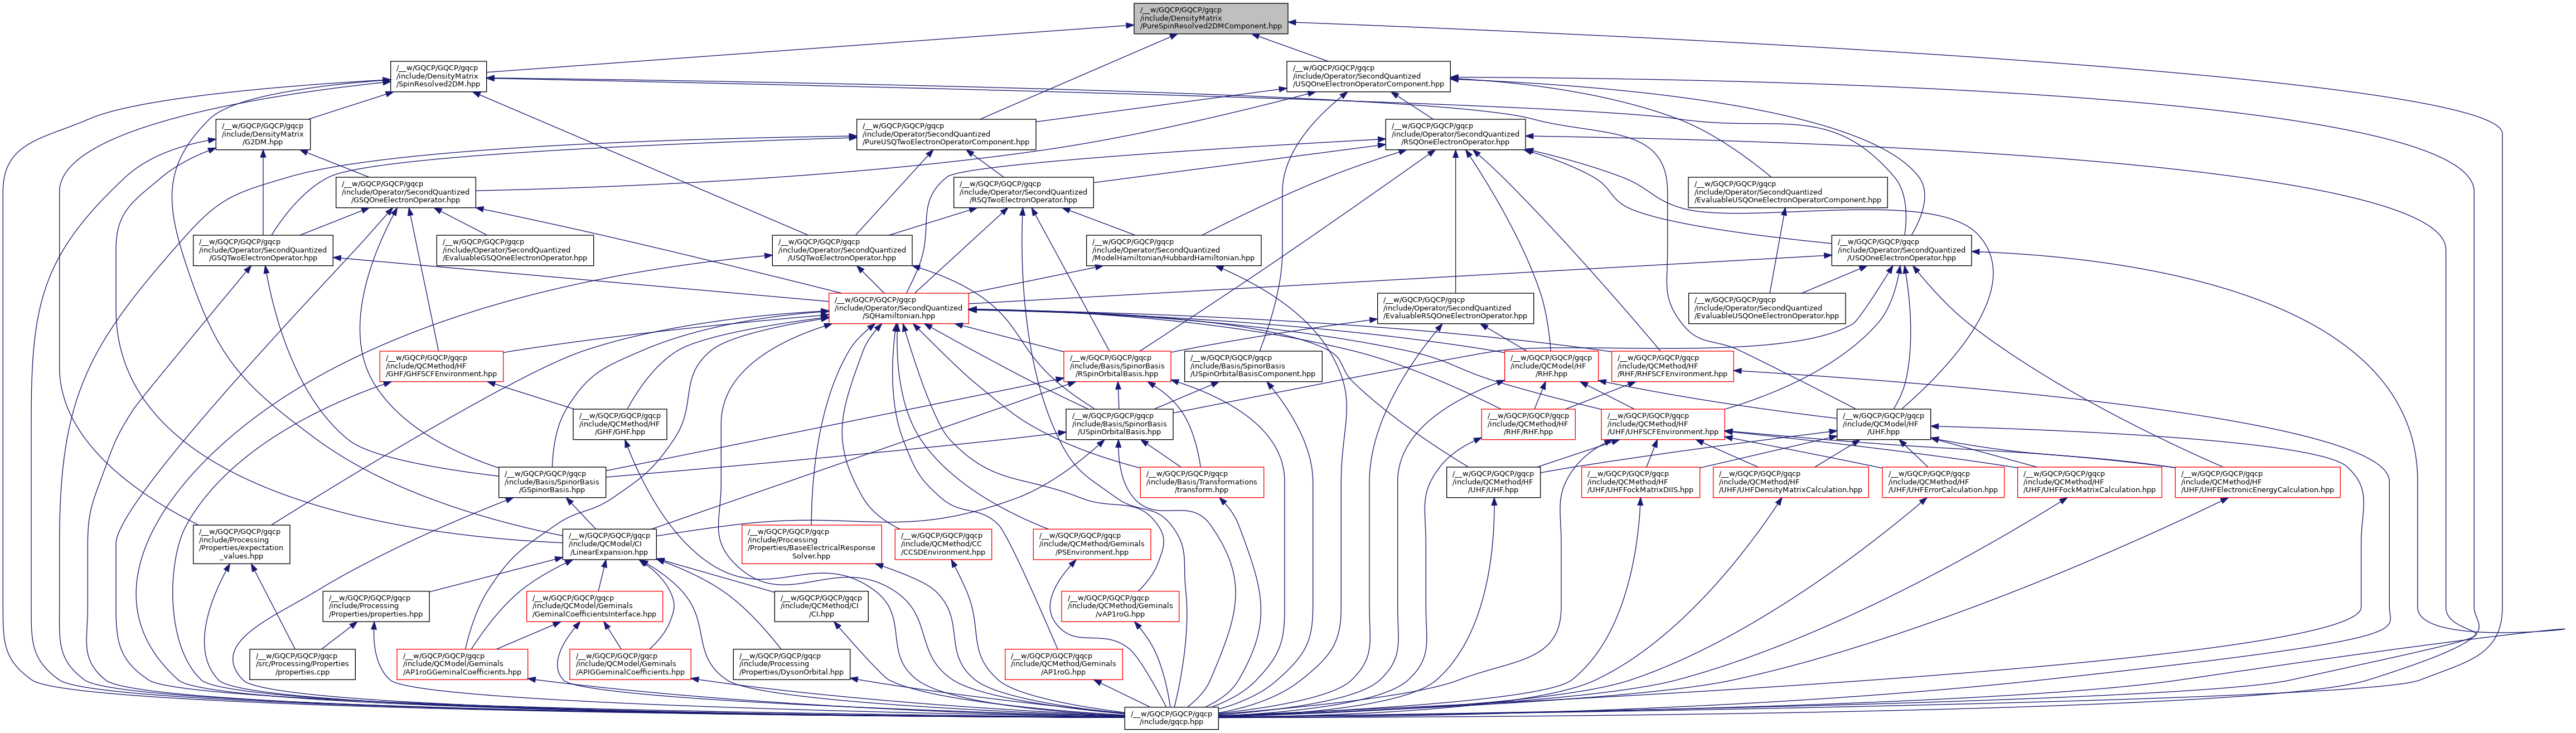 /__w/GQCP/GQCP/gqcp
/include/DensityMatrix
/PureSpinResolved2DMComponent.hpp
/__w/GQCP/GQCP/gqcp
/include/DensityMatrix
/SpinResolved2DM.hpp
/__w/GQCP/GQCP/gqcp
/include/Operator/SecondQuantized
/USQOneElectronOperatorComponent.hpp
/__w/GQCP/GQCP/gqcp
/include/DensityMatrix
/G2DM.hpp
/__w/GQCP/GQCP/gqcp
/include/Operator/SecondQuantized
/PureUSQTwoElectronOperatorComponent.hpp
/__w/GQCP/GQCP/gqcp
/include/Operator/SecondQuantized
/RSQOneElectronOperator.hpp
/__w/GQCP/GQCP/gqcp
/include/Operator/SecondQuantized
/GSQOneElectronOperator.hpp
/__w/GQCP/GQCP/gqcp
/include/Operator/SecondQuantized
/RSQTwoElectronOperator.hpp
/__w/GQCP/GQCP/gqcp
/include/Operator/SecondQuantized
/EvaluableUSQOneElectronOperatorComponent.hpp
/__w/GQCP/GQCP/gqcp
/include/Operator/SecondQuantized
/GSQTwoElectronOperator.hpp
/__w/GQCP/GQCP/gqcp
/include/Operator/SecondQuantized
/EvaluableGSQOneElectronOperator.hpp
/__w/GQCP/GQCP/gqcp
/include/Operator/SecondQuantized
/USQTwoElectronOperator.hpp
/__w/GQCP/GQCP/gqcp
/include/Operator/SecondQuantized
/ModelHamiltonian/HubbardHamiltonian.hpp
/__w/GQCP/GQCP/gqcp
/include/Operator/SecondQuantized
/USQOneElectronOperator.hpp
/__w/GQCP/GQCP/gqcp
/include/Operator/SecondQuantized
/SQHamiltonian.hpp
/__w/GQCP/GQCP/gqcp
/include/Operator/SecondQuantized
/EvaluableRSQOneElectronOperator.hpp
/__w/GQCP/GQCP/gqcp
/include/Operator/SecondQuantized
/EvaluableUSQOneElectronOperator.hpp
/__w/GQCP/GQCP/gqcp
/include/QCMethod/HF
/GHF/GHFSCFEnvironment.hpp
/__w/GQCP/GQCP/gqcp
/include/Basis/SpinorBasis
/RSpinOrbitalBasis.hpp
/__w/GQCP/GQCP/gqcp
/include/Basis/SpinorBasis
/USpinOrbitalBasisComponent.hpp
/__w/GQCP/GQCP/gqcp
/include/QCModel/HF
/RHF.hpp
/__w/GQCP/GQCP/gqcp
/include/QCMethod/HF
/RHF/RHFSCFEnvironment.hpp
/__w/GQCP/GQCP/gqcp
/include/QCMethod/HF
/GHF/GHF.hpp
/__w/GQCP/GQCP/gqcp
/include/Basis/SpinorBasis
/USpinOrbitalBasis.hpp
/__w/GQCP/GQCP/gqcp
/include/QCMethod/HF
/RHF/RHF.hpp
/__w/GQCP/GQCP/gqcp
/include/QCMethod/HF
/UHF/UHFSCFEnvironment.hpp
/__w/GQCP/GQCP/gqcp
/include/QCModel/HF
/UHF.hpp
/__w/GQCP/GQCP/gqcp
/include/Basis/SpinorBasis
/GSpinorBasis.hpp
/__w/GQCP/GQCP/gqcp
/include/Basis/Transformations
/transform.hpp
/__w/GQCP/GQCP/gqcp
/include/QCMethod/HF
/UHF/UHF.hpp
/__w/GQCP/GQCP/gqcp
/include/QCMethod/HF
/UHF/UHFFockMatrixDIIS.hpp
/__w/GQCP/GQCP/gqcp
/include/QCMethod/HF
/UHF/UHFDensityMatrixCalculation.hpp
/__w/GQCP/GQCP/gqcp
/include/QCMethod/HF
/UHF/UHFErrorCalculation.hpp
/__w/GQCP/GQCP/gqcp
/include/QCMethod/HF
/UHF/UHFFockMatrixCalculation.hpp
/__w/GQCP/GQCP/gqcp
/include/QCMethod/HF
/UHF/UHFElectronicEnergyCalculation.hpp
/__w/GQCP/GQCP/gqcp
/include/Processing
/Properties/expectation
_values.hpp
/__w/GQCP/GQCP/gqcp
/include/QCModel/CI
/LinearExpansion.hpp
/__w/GQCP/GQCP/gqcp
/include/Processing
/Properties/BaseElectricalResponse
Solver.hpp
/__w/GQCP/GQCP/gqcp
/include/QCMethod/CC
/CCSDEnvironment.hpp
/__w/GQCP/GQCP/gqcp
/include/QCMethod/Geminals
/PSEnvironment.hpp
/__w/GQCP/GQCP/gqcp
/include/Processing
/Properties/properties.hpp
/__w/GQCP/GQCP/gqcp
/include/QCModel/Geminals
/GeminalCoefficientsInterface.hpp
/__w/GQCP/GQCP/gqcp
/include/QCMethod/CI
/CI.hpp
/__w/GQCP/GQCP/gqcp
/include/QCMethod/Geminals
/vAP1roG.hpp
/__w/GQCP/GQCP/gqcp
/src/Processing/Properties
/properties.cpp
/__w/GQCP/GQCP/gqcp
/include/QCModel/Geminals
/AP1roGGeminalCoefficients.hpp
/__w/GQCP/GQCP/gqcp
/include/QCModel/Geminals
/APIGGeminalCoefficients.hpp
/__w/GQCP/GQCP/gqcp
/include/Processing
/Properties/DysonOrbital.hpp
/__w/GQCP/GQCP/gqcp
/include/QCMethod/Geminals
/AP1roG.hpp
/__w/GQCP/GQCP/gqcp
/include/gqcp.hpp